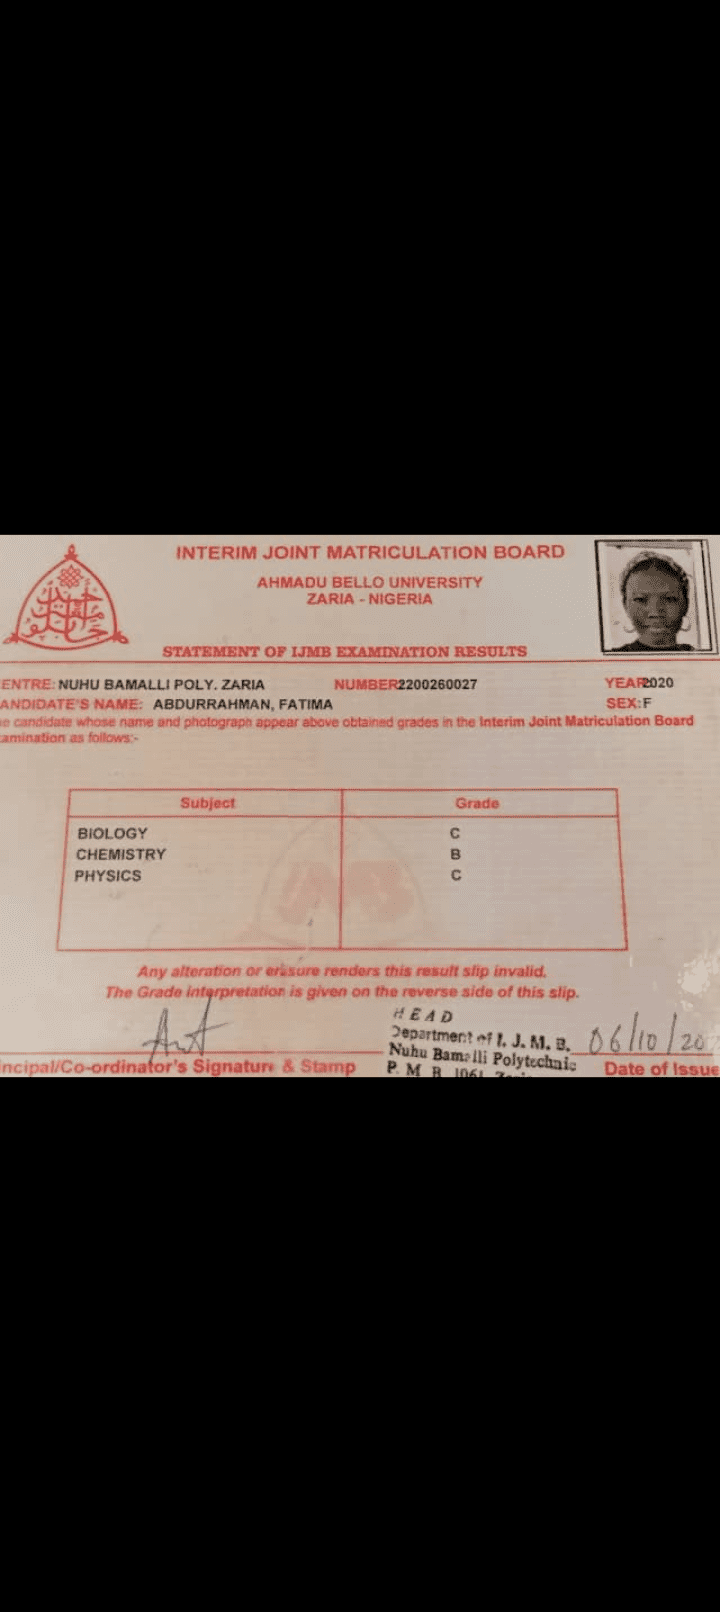 INTERIM JOINT MATRICULATION BOARD
AHMADU BELLO UNIVERSITY
ZARIA - NIGERIA
STATEMENT OF IJMB EXAMINATION RESULTS
ENTRE: NUHU BAMALLI POLY. ZARIA NUMBER2200260027 YEAR2020
ANDIDATE'S NAME: ABDURRAHMAN, FATIMA SEX:F
e candidate whose name and photograph appear above obtained grades in the Interim Joint Matriculation Board
amination as follows:-
Subject Grade
BIOLOGY C
CHEMISTRY B
PHYSICS C
IJMB
Any alteration or erasure renders this result slip invalid.
The Grade interpretation is given on the reverse side of this slip.
HEAD
Department of I. J. M. B.
Nuhu Bamalli Polytechnic
P. M B 1061
06/10/20
ncipal/Co-ordinator's Signature & Stamp Date of Issue